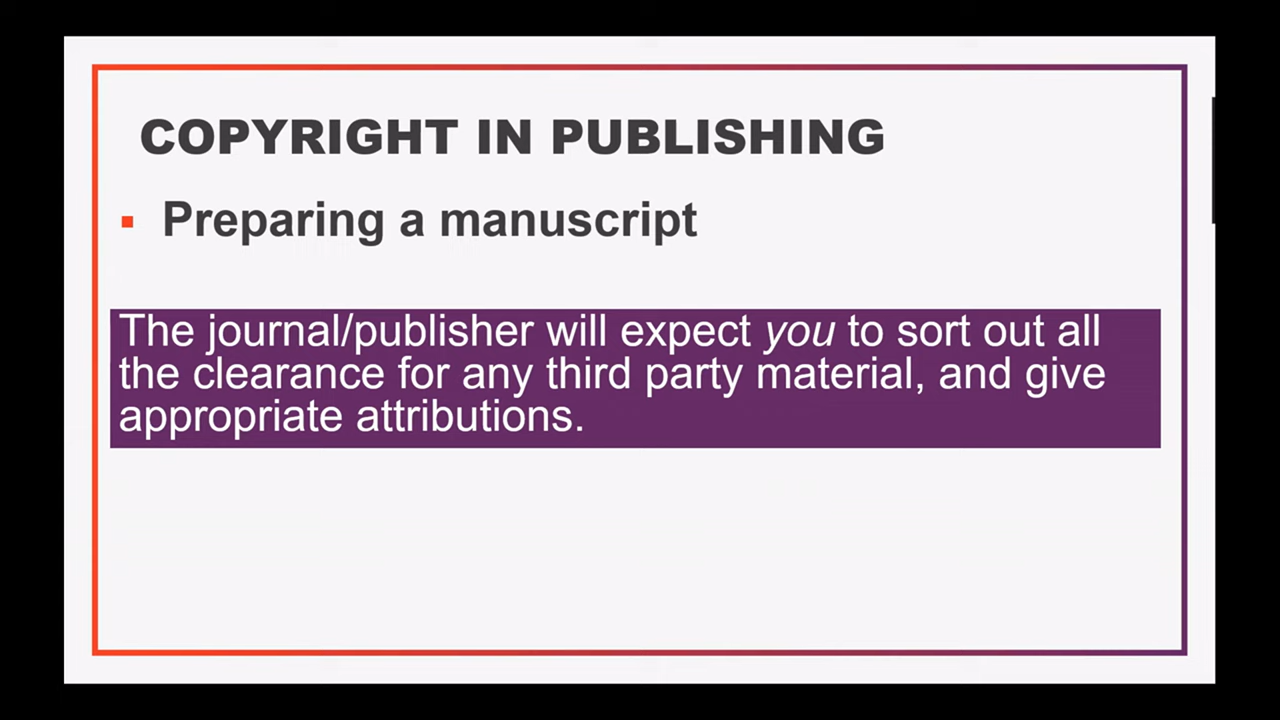 COPYRIGHT IN PUBLISHING
Preparing a manuscript
The journal/publisher will expect you to sort out all
the clearance for any third party material, and give
appropriate attributions.